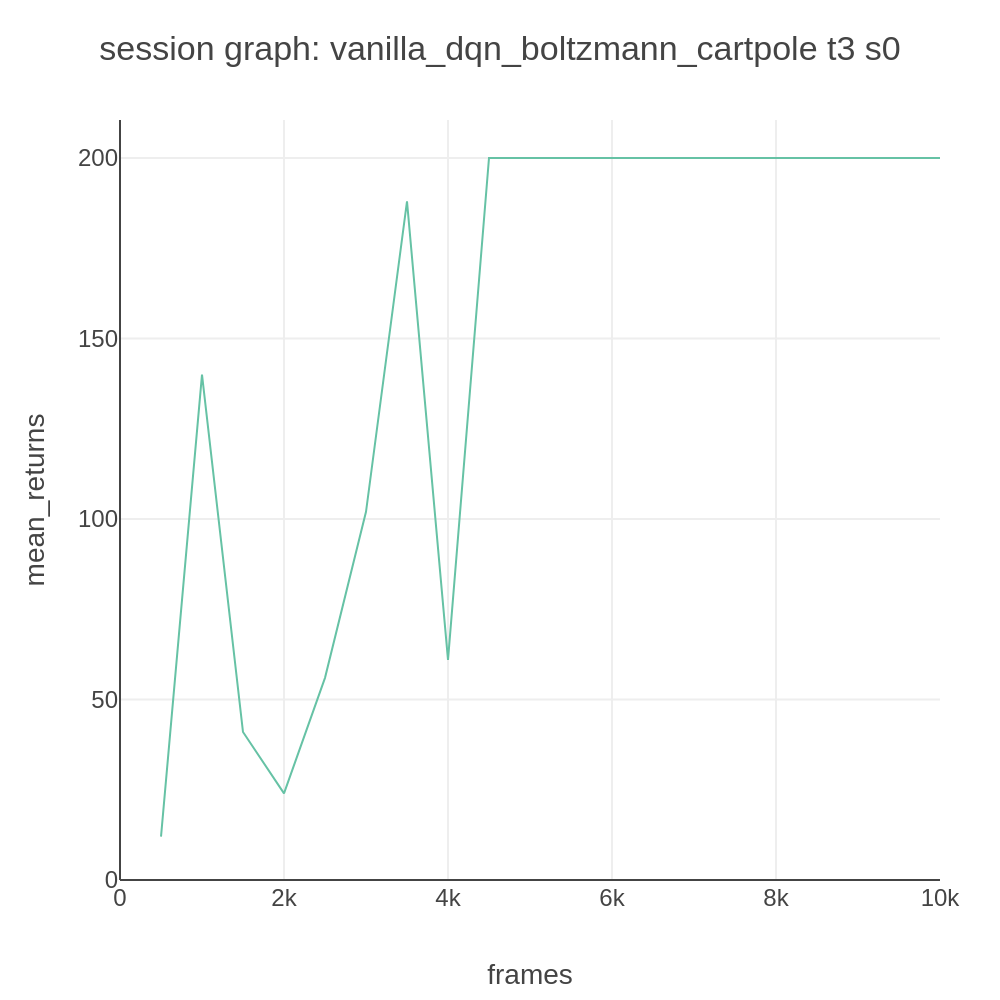 session graph: vanilla_dqn_boltzmann_cartpole t3 s0
200
150
100
50
0
mean_returns
0 2k 4k 6k 8k 10k
frames